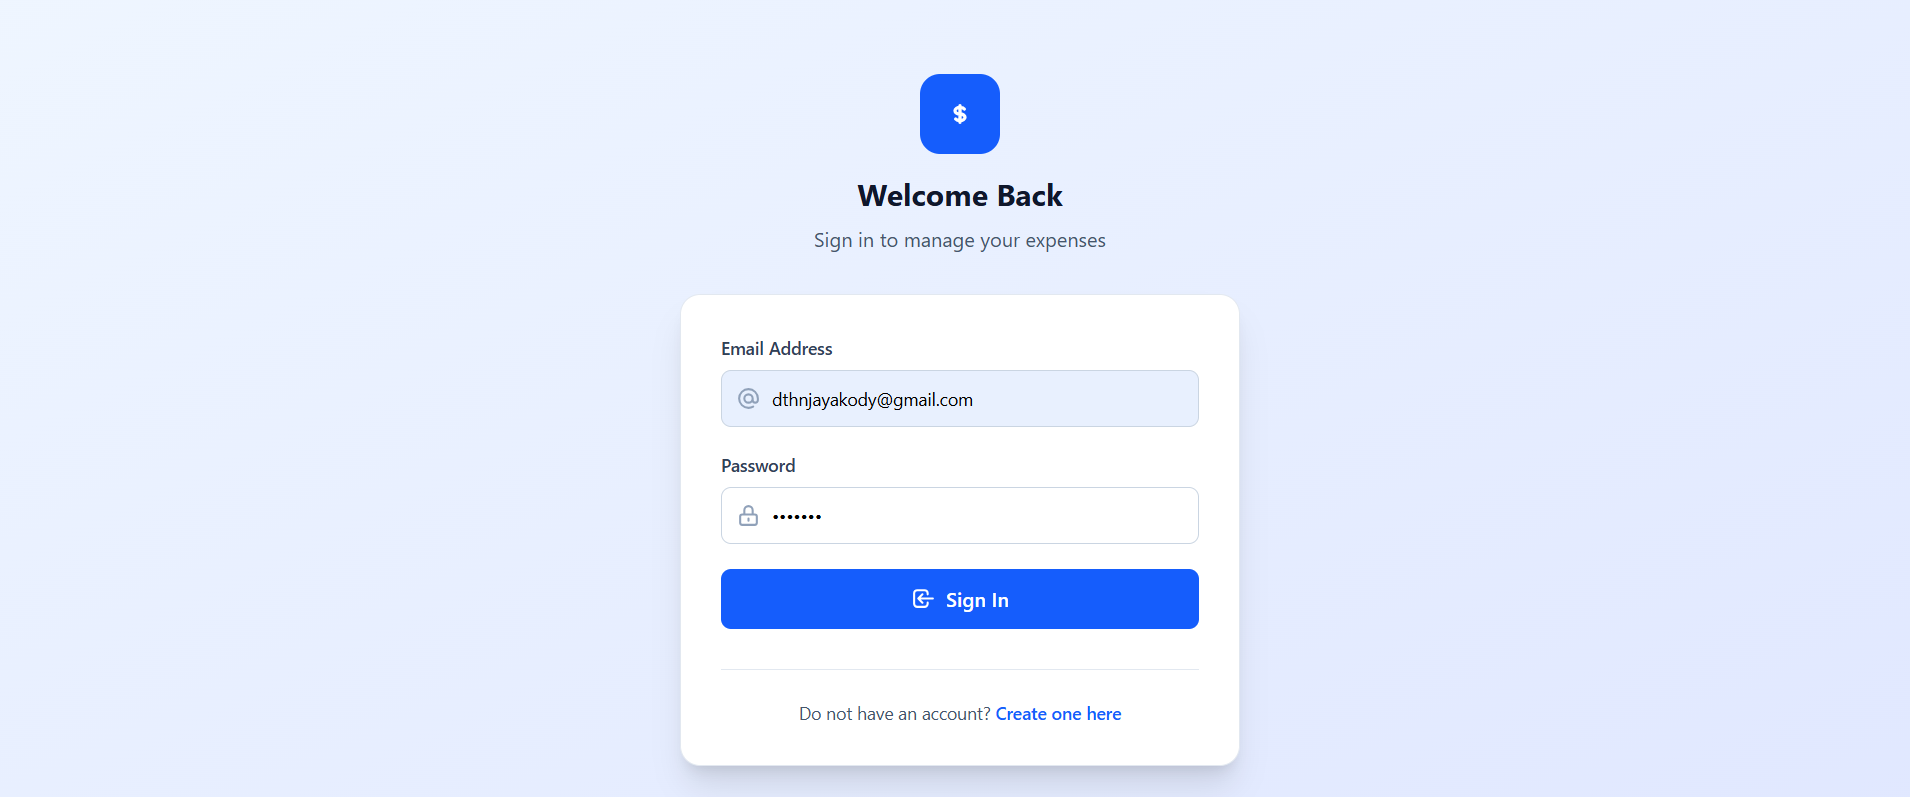 $
Welcome Back
Sign in to manage your expenses
Email Address
dthnjayakody@gmail.com
Password
•••••••
Sign In
Do not have an account? Create one here